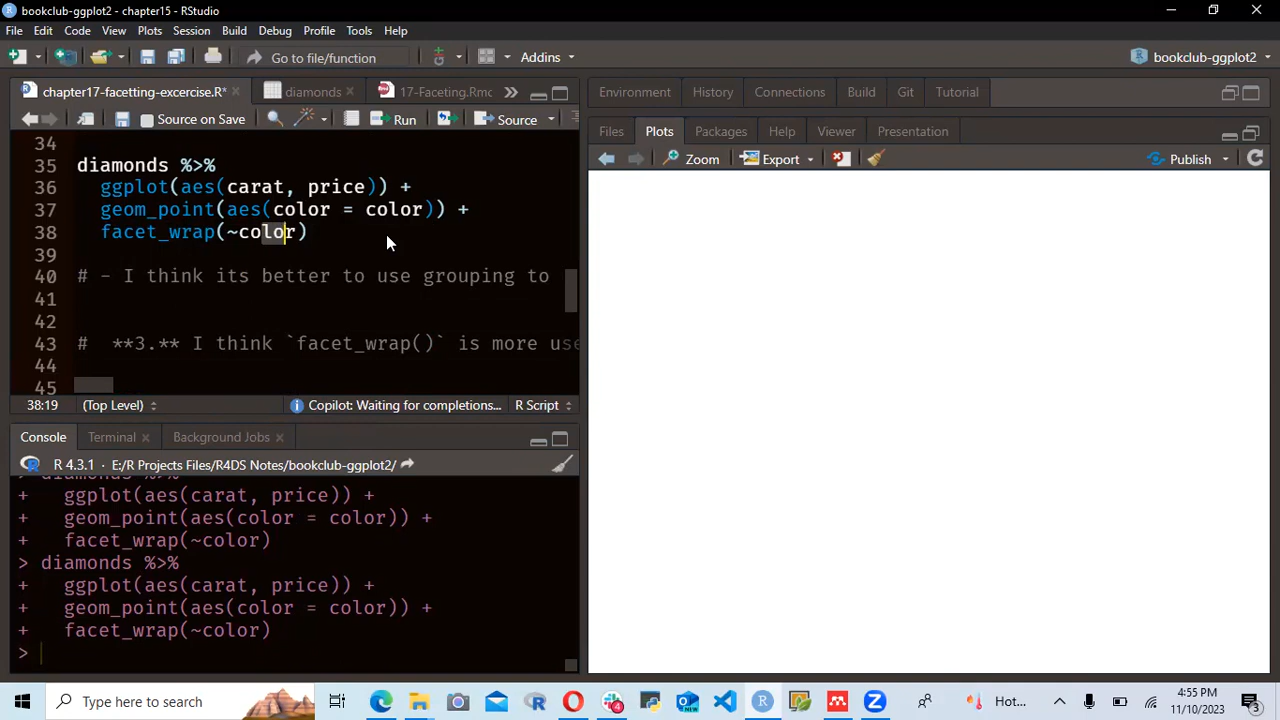 bookclub-ggplot2 - chapter15 - RStudio
File Edit Code View Plots Session Build Debug Profile Tools Help
Go to file/function Addins bookclub-ggplot2
chapter17-facetting-excercise.R* diamonds 17-Faceting.Rmd
Source on Save Run Source
34
35 diamonds %>%
36 ggplot(aes(carat, price)) +
37 geom_point(aes(color = color)) +
38 facet_wrap(~color)
39
40 # - I think its better to use grouping to
41
42
43 # **3.** I think `facet_wrap()` is more use
44
45
38:19 (Top Level) Copilot: Waiting for completions... R Script
Console Terminal Background Jobs
R 4.3.1 · E:/R Projects Files/R4DS Notes/bookclub-ggplot2/
> diamonds %>%
+ ggplot(aes(carat, price)) +
+ geom_point(aes(color = color)) +
+ facet_wrap(~color)
> diamonds %>%
+ ggplot(aes(carat, price)) +
+ geom_point(aes(color = color)) +
+ facet_wrap(~color)
>
Environment History Connections Build Git Tutorial
Files Plots Packages Help Viewer Presentation
Zoom Export Publish
Type here to search
4
Hot...
4:55 PM
11/10/2023
3